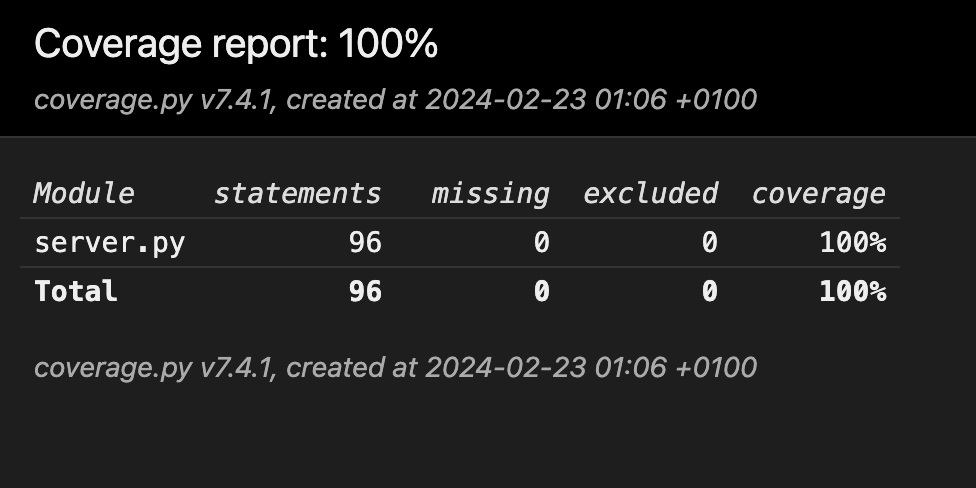 Coverage report: 100%
coverage.py v7.4.1, created at 2024-02-23 01:06 +0100
Module statements missing excluded coverage
server.py 96 0 0 100%
Total 96 0 0 100%
coverage.py v7.4.1, created at 2024-02-23 01:06 +0100